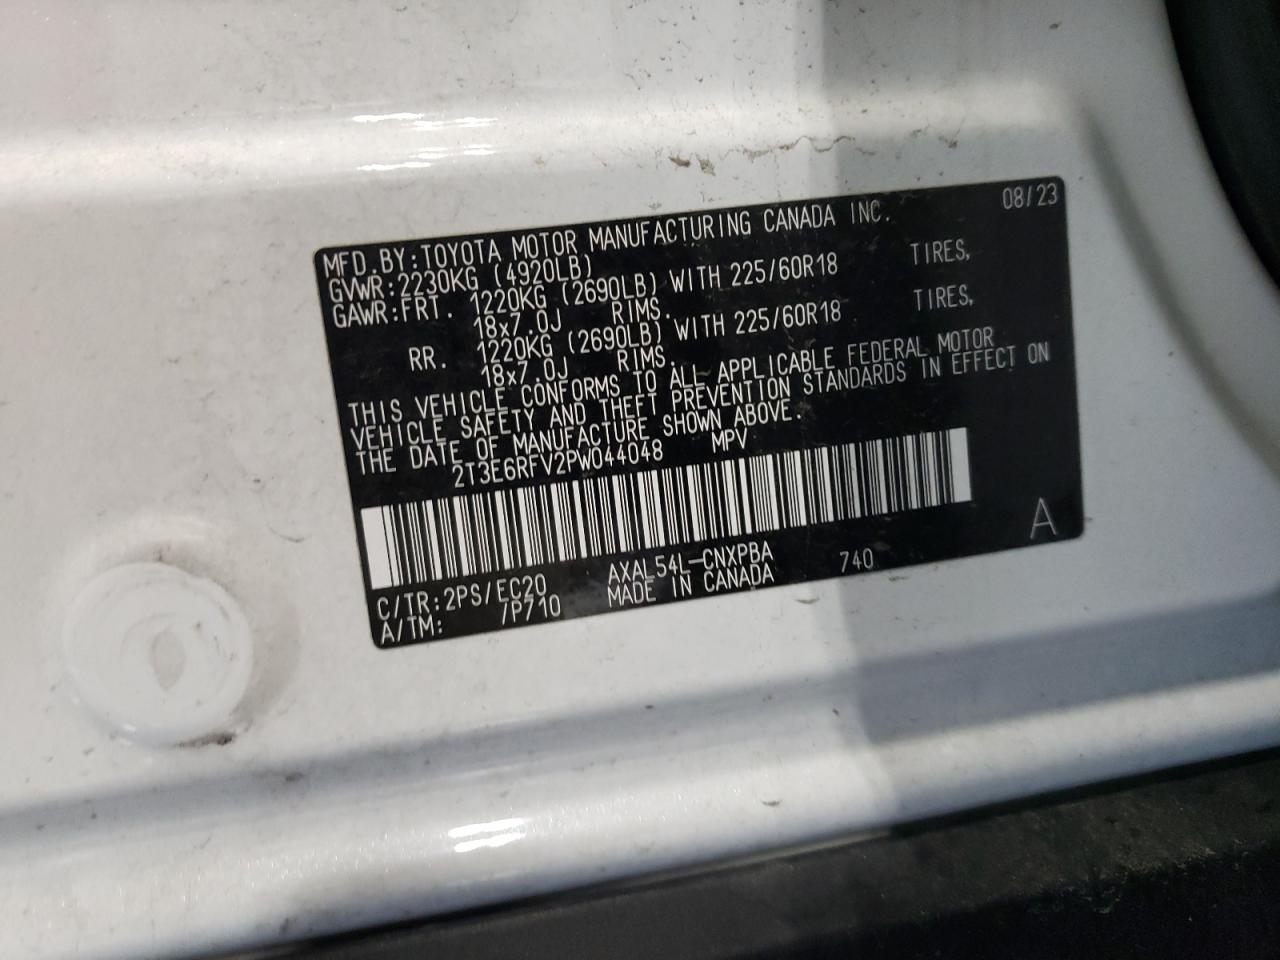 08/23
MFD.BY:TOYOTA MOTOR MANUFACTURING CANADA INC.
GVWR:2230KG (4920LB)
GAWR:FRT. 1220KG (2690LB) WITH 225/60R18 TIRES,
18x7.0J RIMS.
RR. 1220KG (2690LB) WITH 225/60R18 TIRES,
18x7.0J RIMS.
THIS VEHICLE CONFORMS TO ALL APPLICABLE FEDERAL MOTOR
VEHICLE SAFETY AND THEFT PREVENTION STANDARDS IN EFFECT ON
THE DATE OF MANUFACTURE SHOWN ABOVE.
2T3E6RFV2PW044048 MPV
A
C/TR:2PS/EC20 AXAL54L-CNXPBA 740
A/TM: /P710 MADE IN CANADA